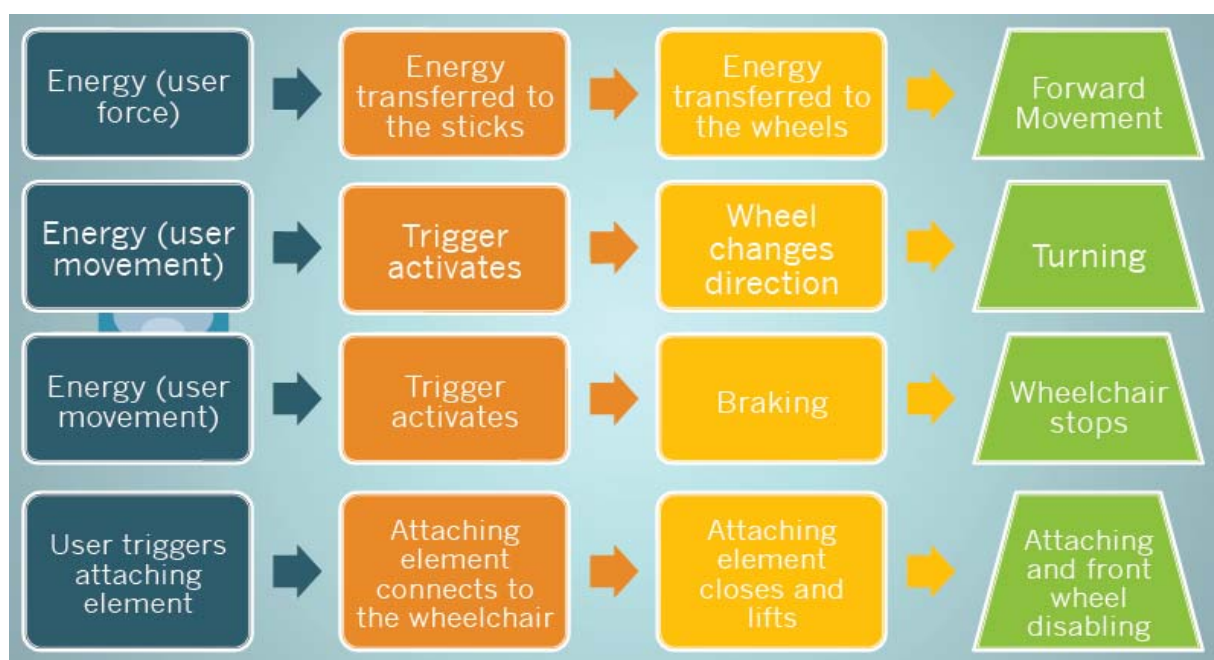 Energy (user
force)
Energy
transferred to
the sticks
Energy
transferred to
the wheels
Forward
Movement
Energy (user
movement)
Trigger
activates
Wheel
changes
direction
Turning
Energy (user
movement)
Trigger
activates
Braking
Wheelchair
stops
User triggers
attaching
element
Attaching
element
connects to
the wheelchair
Attaching
element
closes and
lifts
Attaching
and front
wheel
disabling